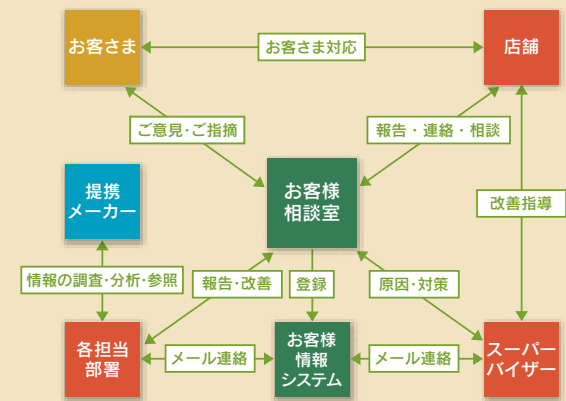 お客さま
お客さま対応
店舗
ご意見・ご指摘
報告・連絡・相談
提携
メーカー
お客様
相談室
改善指導
情報の調査・分析・参照
報告・改善
登録
原因・対策
各担当
部署
メール連絡
お客様
情報
システム
メール連絡
スーパー
バイザー